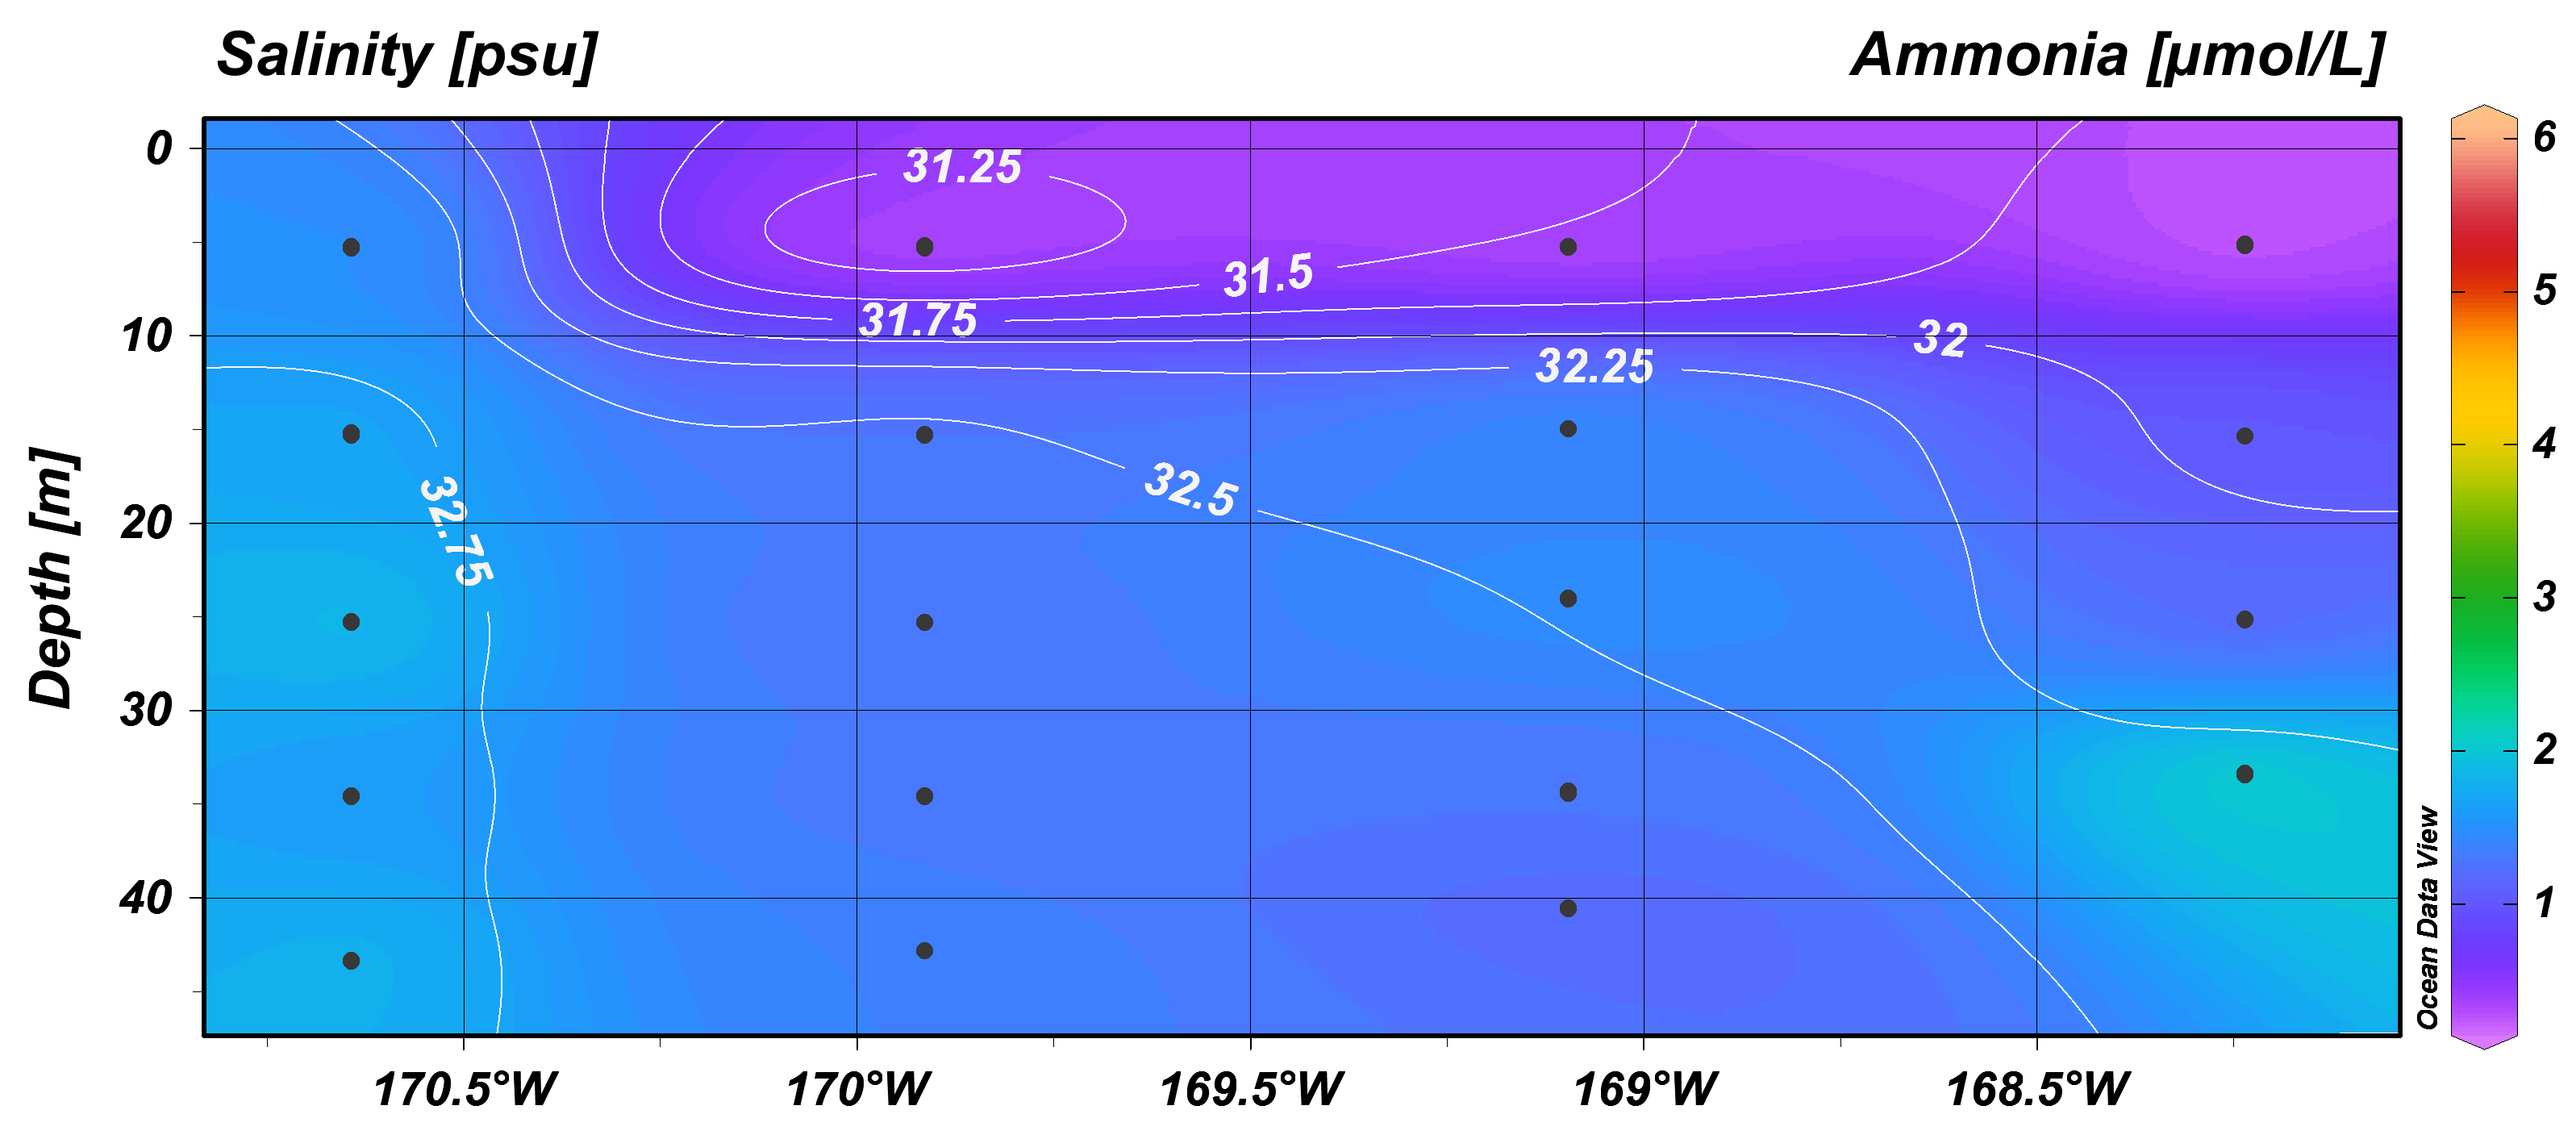 Salinity [psu]
Ammonia [µmol/L]
0
10
20
30
40
Depth [m]
31.25
31.5
31.75
32
32.25
32.5
32.75
170.5°W
170°W
169.5°W
169°W
168.5°W
6
5
4
3
2
1
Ocean Data View